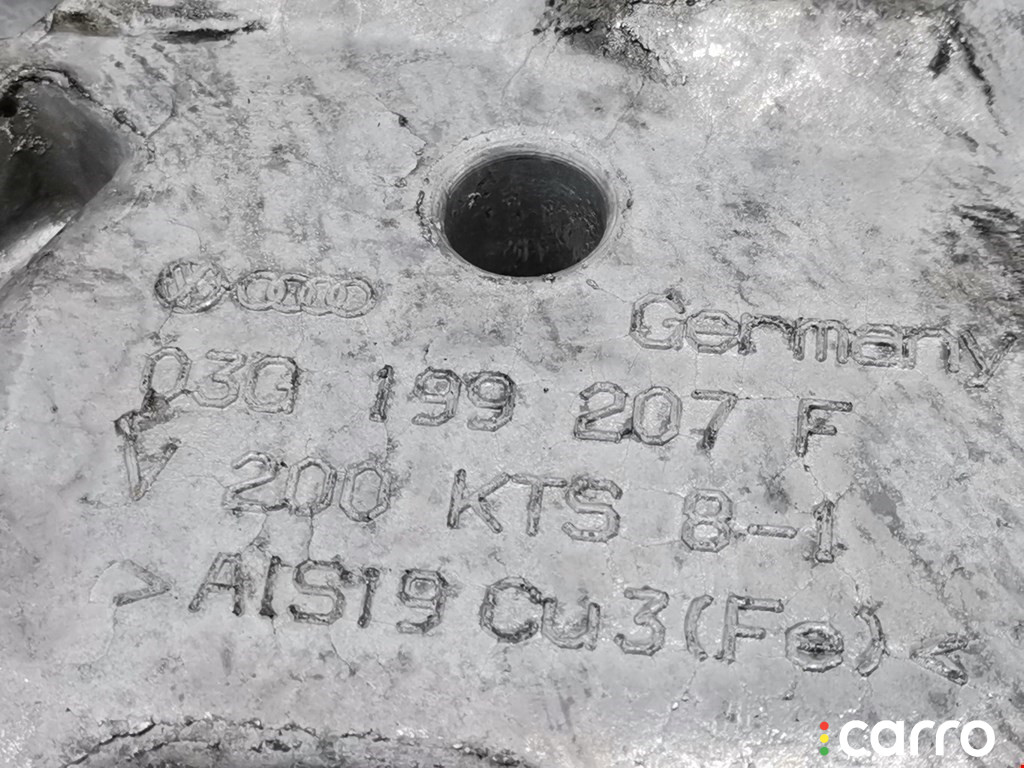 Germany
03G 199 207 F
200 KTS 8-1
>AlSi9Cu3(Fe)<
carro